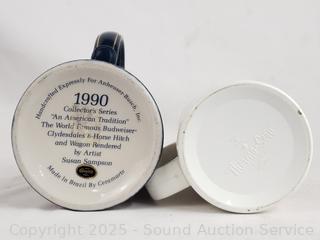 Handcrafted Expressly For Anheuser-Busch, Inc.
1990
Collector's Series
"An American Tradition"
The World Famous Budweiser
Clydesdales 8-Horse Hitch
and Wagon Rendered
by Artist
Susan Sampson
Made in Brazil By Ceramarte
Copyright 2025 - Sound Auction Service